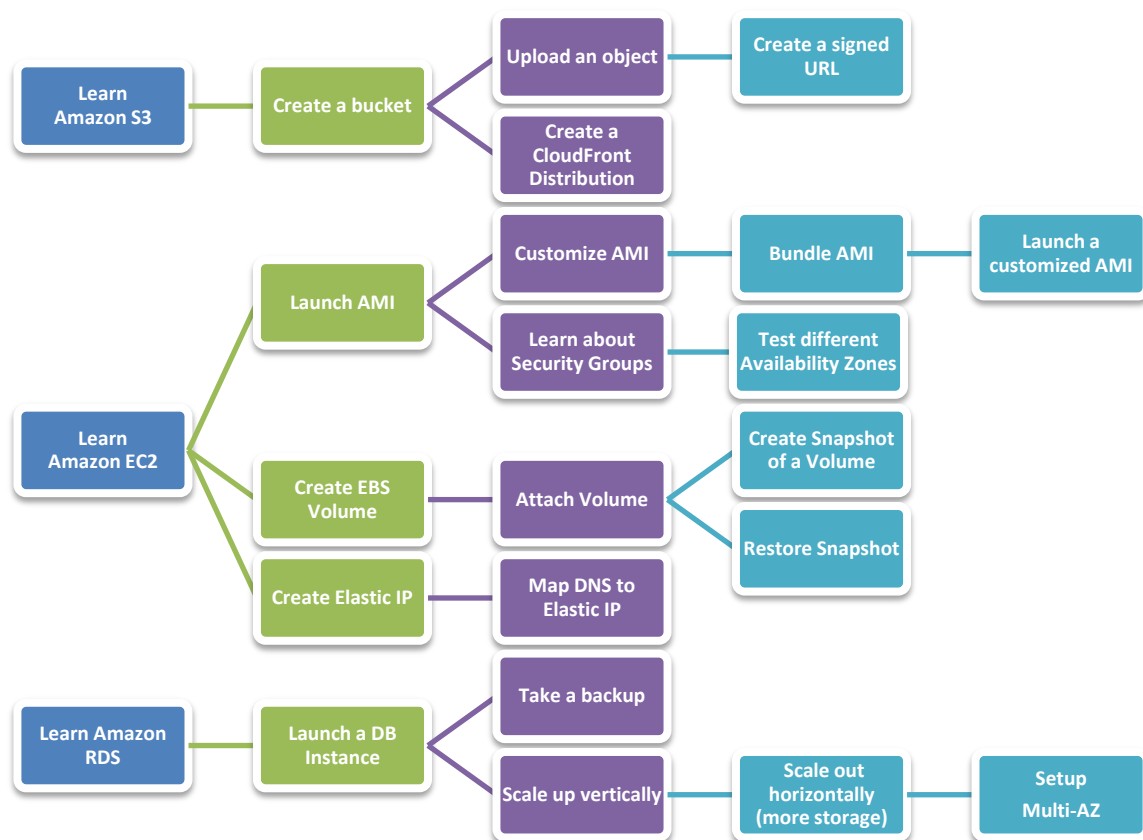 Learn
Amazon S3
Create a bucket
Upload an object
Create a signed
URL
Create a
CloudFront
Distribution
Learn
Amazon EC2
Launch AMI
Customize AMI
Bundle AMI
Launch a
customized AMI
Learn about
Security Groups
Test different
Availability Zones
Create EBS
Volume
Attach Volume
Create Snapshot
of a Volume
Restore Snapshot
Create Elastic IP
Map DNS to
Elastic IP
Learn Amazon
RDS
Launch a DB
Instance
Take a backup
Scale up vertically
Scale out
horizontally
(more storage)
Setup
Multi-AZ